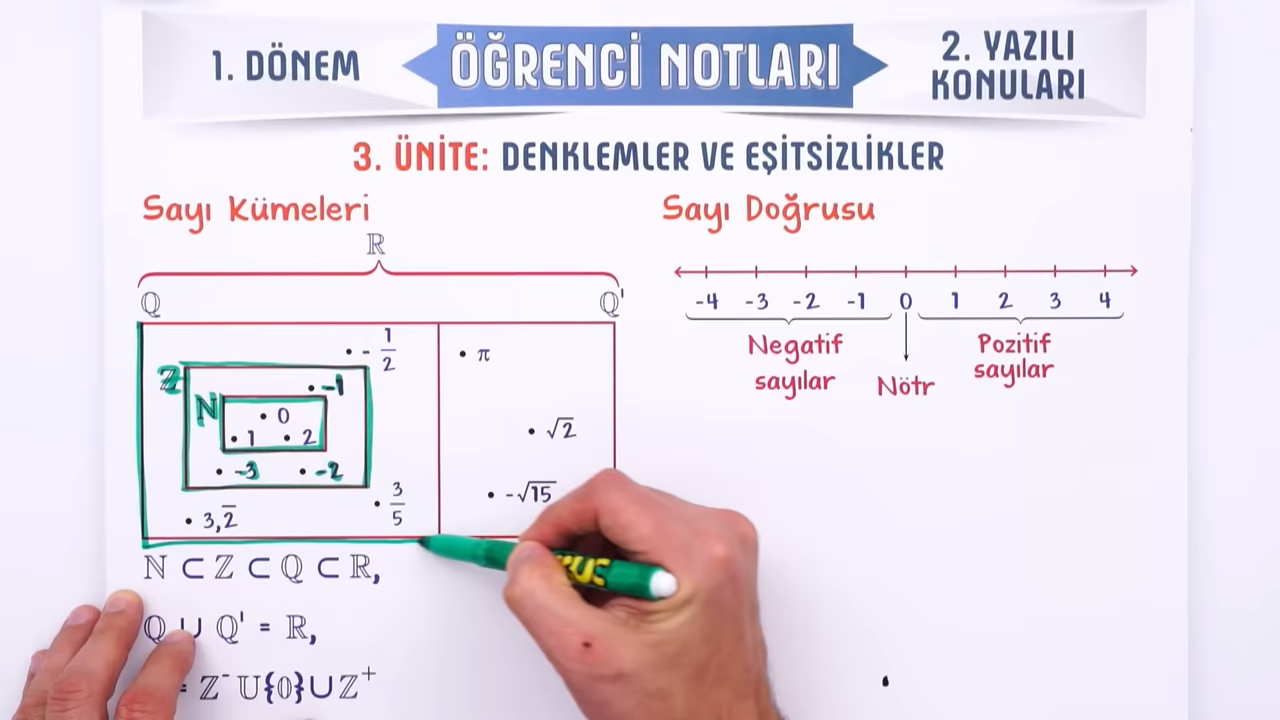 1. DÖNEM
ÖĞRENCİ NOTLARI
2. YAZILI
KONULARI
3. ÜNİTE: DENKLEMLER VE EŞİTSİZLİKLER
Sayı Kümeleri
ℝ
ℚ
ℚ'
- 1/2
π
ℤ
-1
ℕ
0
√2
1
2
-3
-2
-√15
3/5
3,2̅
ℕ ⊂ ℤ ⊂ ℚ ⊂ ℝ,
ℚ ∪ ℚ' = ℝ,
= ℤ⁻ ∪ {0} ∪ ℤ⁺
Sayı Doğrusu
-4 -3 -2 -1 0 1 2 3 4
Negatif
sayılar
Nötr
Pozitif
sayılar